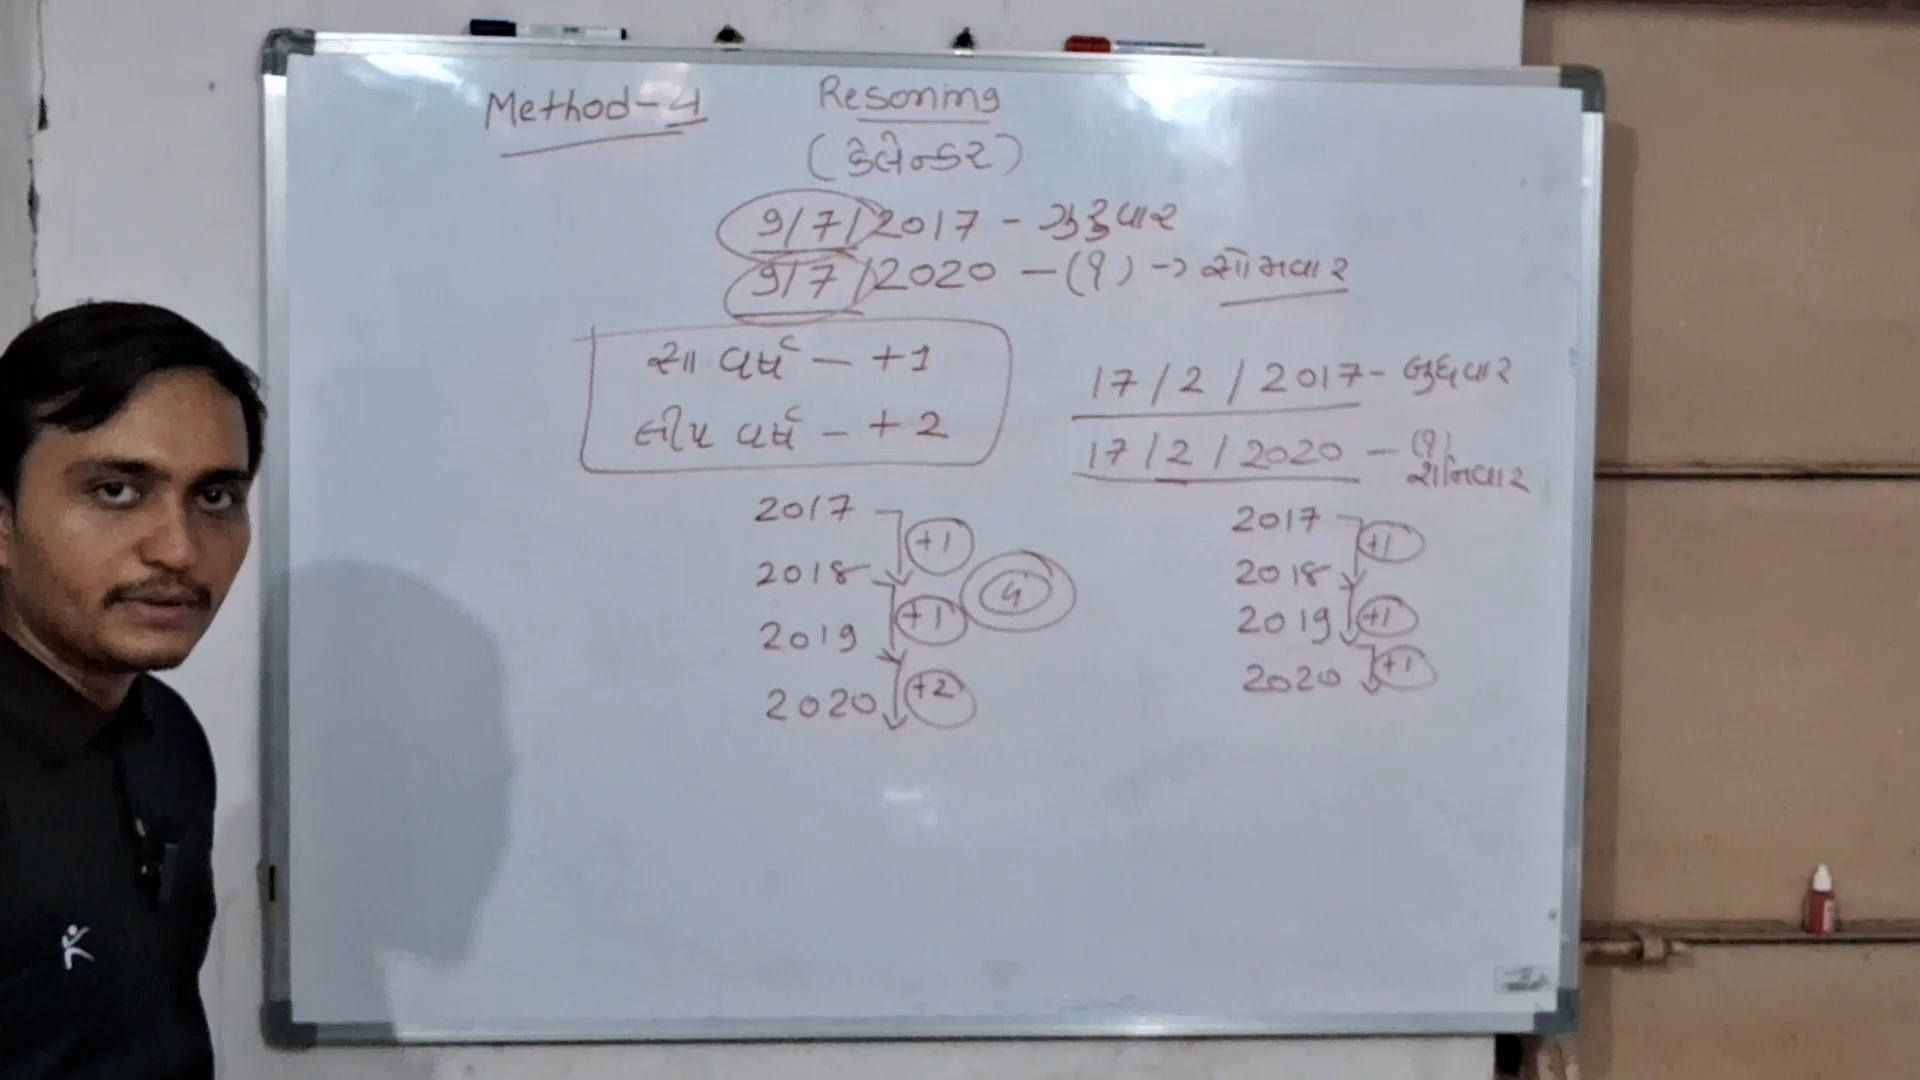 Method-4
Resoning
(કેલેન્ડર)
9/7/2017 - ગુરુવાર
9/7/2020 - (?) → સોમવાર
સા વર્ષ - +1
લીપ વર્ષ - +2
17/2/2017 - બુધવાર
17/2/2020 - (?)
શનિવાર
2017 +1
2018 +1
2019 +2
2020
4
2017 +1
2018 +1
2019 +1
2020